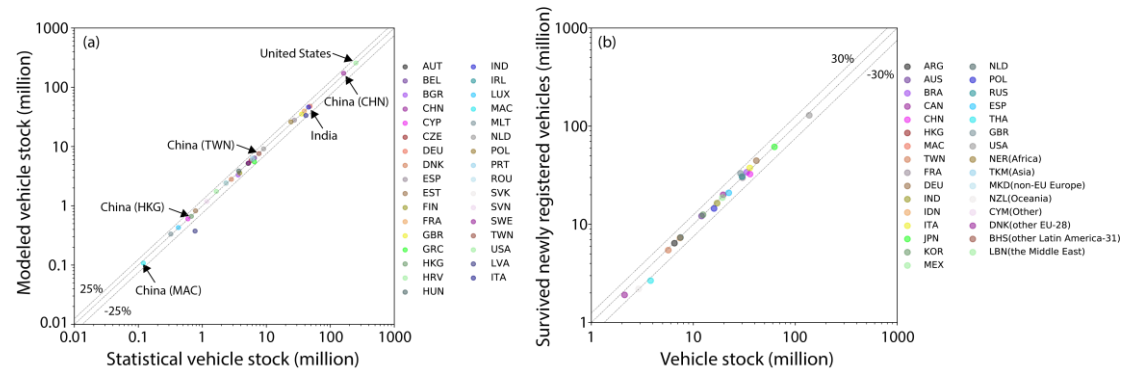 (a)
Modeled vehicle stock (million)
1000
100
10
1
0.1
0.01
United States
China (CHN)
India
China (TWN)
China (HKG)
China (MAC)
25%
-25%
0.01 0.1 1 10 100 1000
Statistical vehicle stock (million)
AUT IND
BEL IRL
BGR LUX
CHN MAC
CYP MLT
CZE NLD
DEU POL
DNK PRT
ESP ROU
EST SVK
FIN SVN
FRA SWE
GBR TWN
GRC USA
HKG LVA
HRV ITA
HUN
(b)
Survived newly registered vehicles (million)
1000
100
10
1
30%
-30%
1 10 100 1000
Vehicle stock (million)
ARG NLD
AUS POL
BRA RUS
CAN ESP
CHN THA
HKG GBR
MAC USA
TWN NER(Africa)
FRA TKM(Asia)
DEU MKD(non-EU Europe)
IND NZL(Oceania)
IDN CYM(Other)
ITA DNK(other EU-28)
JPN BHS(other Latin America-31)
KOR LBN(the Middle East)
MEX